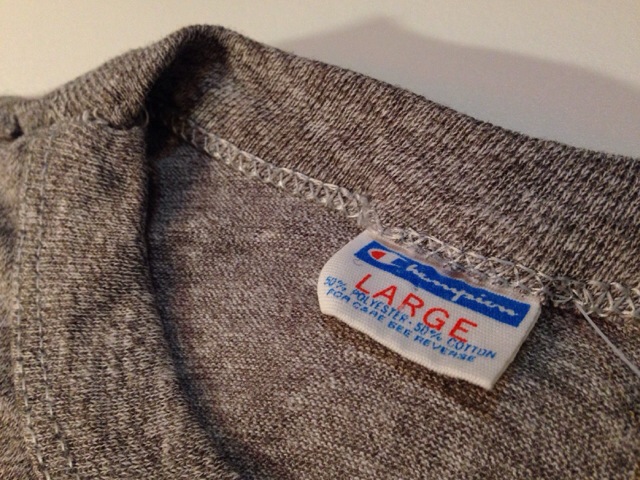 Champion
LARGE
50% POLYESTER · 50% COTTON
FOR CARE SEE REVERSE